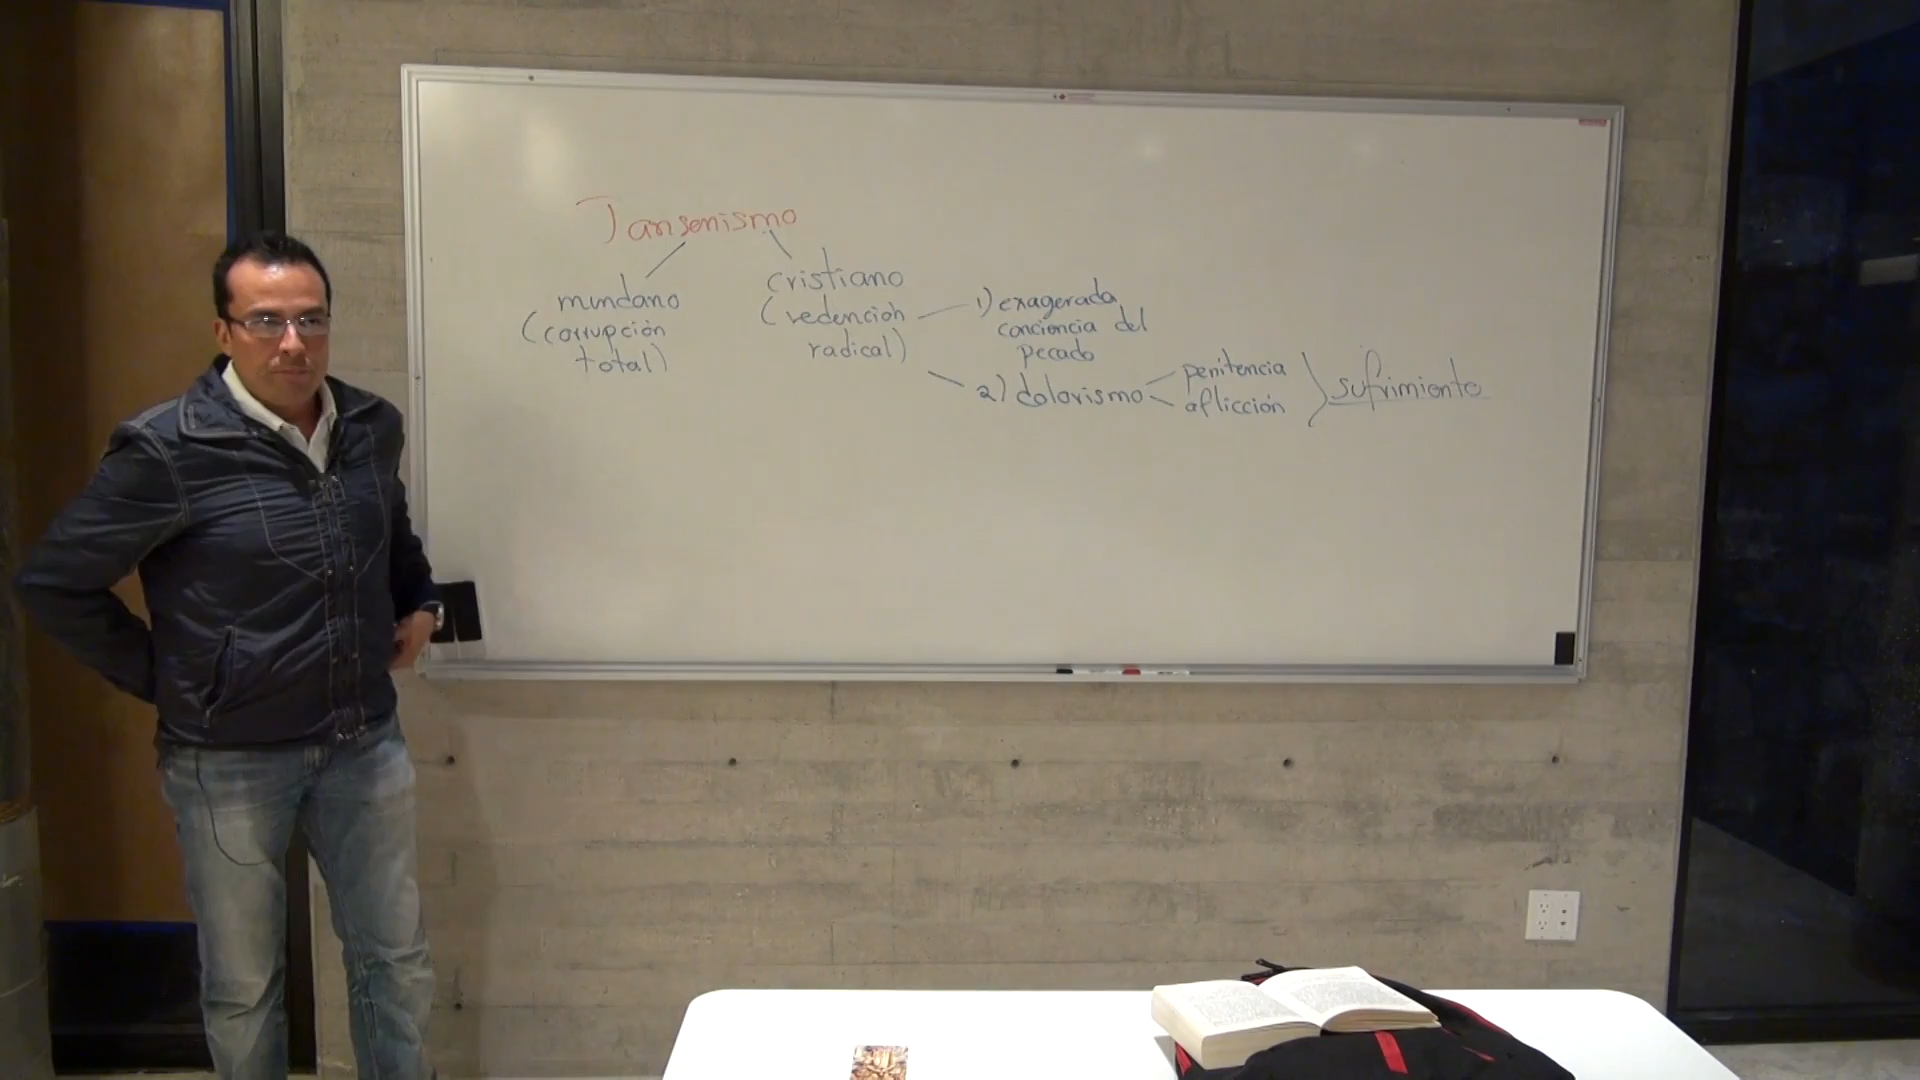 Jansenismo
mundano
(corrupción
total)
cristiano
(redención
radical)
1) exagerada
conciencia del
pecado
2) dolorismo
penitencia
aflicción
sufrimiento